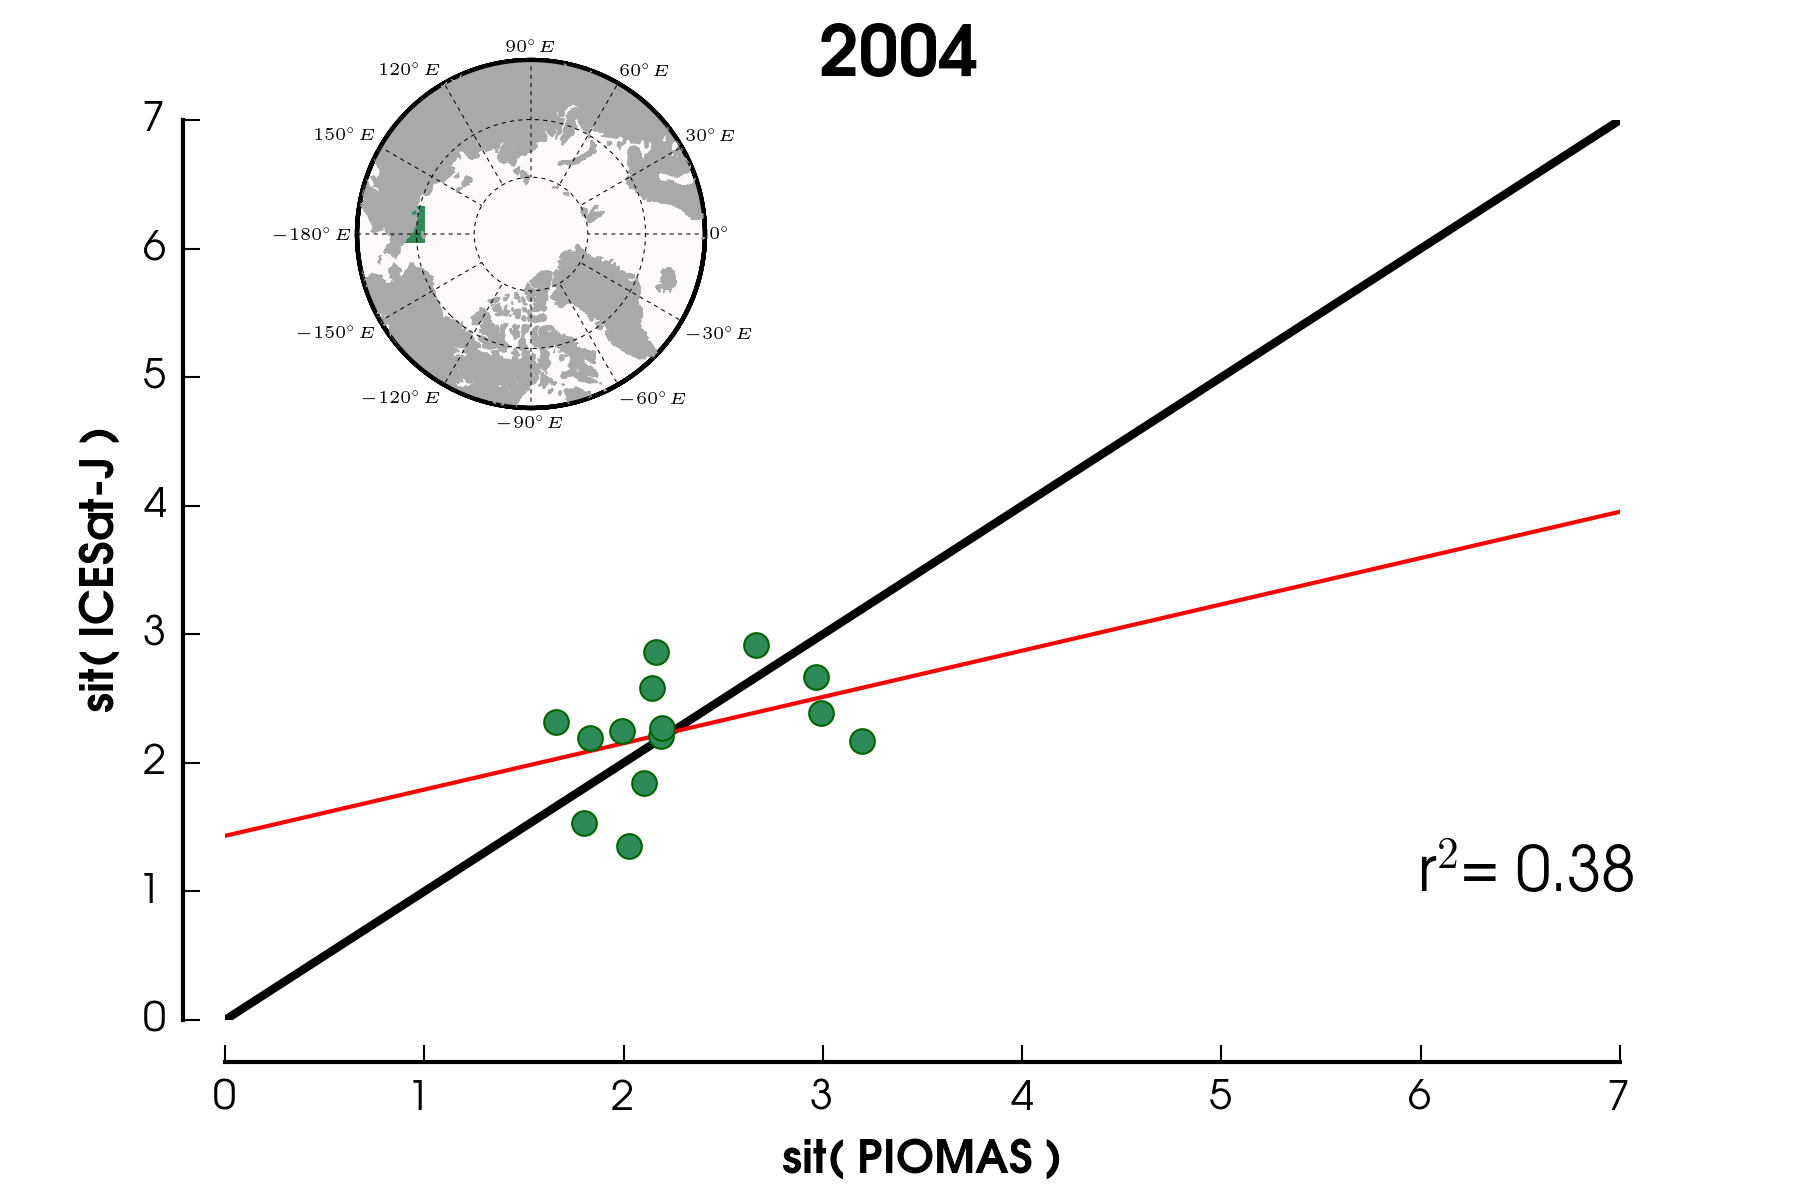 2004
90° E
120° E
60° E
150° E
30° E
−180° E
0°
−150° E
−30° E
−120° E
−60° E
−90° E
7
6
5
4
3
2
1
0
sit( ICESat-J )
r²= 0.38
0 1 2 3 4 5 6 7
sit( PIOMAS )